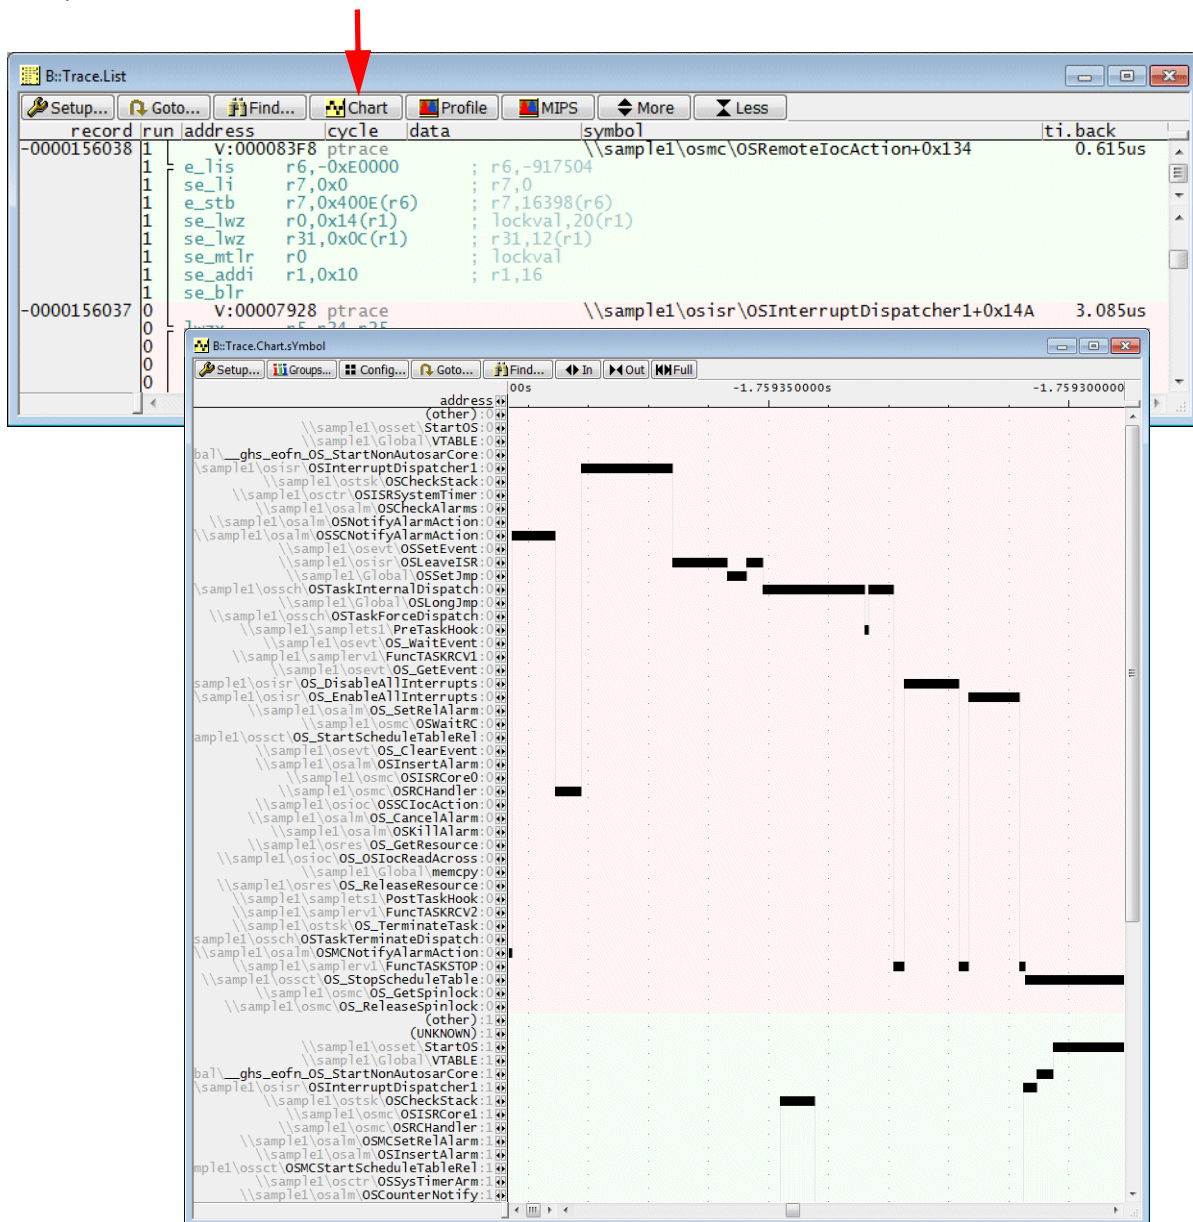 B::Trace.List
Setup... Goto... Find... Chart Profile MIPS More Less
record run address cycle data symbol ti.back
-0000156038 1 V:000083F8 ptrace \\sample1\osmc\OSRemoteIocAction+0x134 0.615us
1 e_lis r6,-0xE0000 ; r6,-917504
1 se_li r7,0x0 ; r7,0
1 e_stb r7,0x400E(r6) ; r7,16398(r6)
1 se_lwz r0,0x14(r1) ; lockval,20(r1)
1 se_lwz r31,0x0C(r1) ; r31,12(r1)
1 se_mtlr r0 ; lockval
1 se_addi r1,0x10 ; r1,16
1 se_blr
-0000156037 0 V:00007928 ptrace \\sample1\osisr\OSInterruptDispatcher1+0x14A 3.085us
0
0
0
0
B::Trace.Chart.sYmbol
Setup... Groups... Config... Goto... Find... In Out Full
00s -1.759350000s -1.759300000
address
(other):0
\\sample1\osset\StartOS:0
\\sample1\Global\VTABLE:0
bal\__ghs_eofn_OS_StartNonAutosarCore:0
\sample1\osisr\OSInterruptDispatcher1:0
\\sample1\ostsk\OSCheckStack:0
\\sample1\osctr\OSISRSystemTimer:0
\\sample1\osalm\OSCheckAlarms:0
\\sample1\osalm\OSNotifyAlarmAction:0
\\sample1\osalm\OSSCNotifyAlarmAction:0
\\sample1\osevt\OSSetEvent:0
\\sample1\osisr\OSLeaveISR:0
\\sample1\Global\OSSetJmp:0
\sample1\ossch\OSTaskInternalDispatch:0
\\sample1\Global\OSLongJmp:0
\\sample1\ossch\OSTaskForceDispatch:0
\\sample1\samplets1\PreTaskHook:0
\\sample1\osevt\OS_WaitEvent:0
\\sample1\samplerv1\FuncTASKRCV1:0
\\sample1\osevt\OS_GetEvent:0
sample1\osisr\OS_DisableAllInterrupts:0
\sample1\osisr\OS_EnableAllInterrupts:0
\\sample1\osalm\OS_SetRelAlarm:0
\\sample1\osmc\OSWaitRC:0
ample1\ossct\OS_StartScheduleTableRel:0
\\sample1\osevt\OS_ClearEvent:0
\\sample1\osalm\OSInsertAlarm:0
\\sample1\osmc\OSISRCore0:0
\\sample1\osmc\OSRCHandler:0
\\sample1\osioc\OSSCIocAction:0
\\sample1\osalm\OS_CancelAlarm:0
\\sample1\osalm\OSKillAlarm:0
\\sample1\osres\OS_GetResource:0
\\sample1\osioc\OS_OSIocReadAcross:0
\\sample1\Global\memcpy:0
\\sample1\osres\OS_ReleaseResource:0
\\sample1\samplets1\PostTaskHook:0
\\sample1\samplerv1\FuncTASKRCV2:0
\\sample1\ostsk\OS_TerminateTask:0
sample1\ossch\OSTaskTerminateDispatch:0
\\sample1\osalm\OSMCNotifyAlarmAction:0
\\sample1\samplerv1\FuncTASKSTOP:0
\\sample1\ossct\OS_StopScheduleTable:0
\\sample1\osmc\OS_GetSpinlock:0
\\sample1\osmc\OS_ReleaseSpinlock:0
(other):1
(UNKNOWN):1
\\sample1\osset\StartOS:1
\\sample1\Global\VTABLE:1
bal\__ghs_eofn_OS_StartNonAutosarCore:1
\sample1\osisr\OSInterruptDispatcher1:1
\\sample1\ostsk\OSCheckStack:1
\\sample1\osmc\OSISRCore1:1
\\sample1\osmc\OSRCHandler:1
\\sample1\osalm\OSMCSetRelAlarm:1
\\sample1\osalm\OSInsertAlarm:1
mple1\ossct\OSMCStartScheduleTableRel:1
\\sample1\osctr\OSSysTimerArm:1
\\sample1\osalm\OSCounterNotify:1